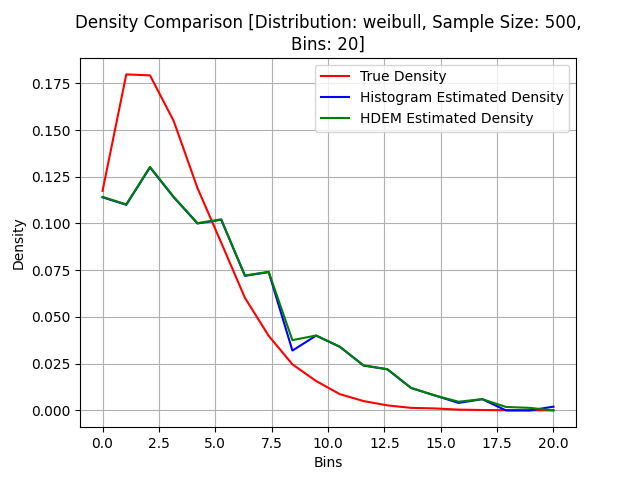 Density Comparison [Distribution: weibull, Sample Size: 500,
Bins: 20]
True Density
Histogram Estimated Density
HDEM Estimated Density
Density
0.175
0.150
0.125
0.100
0.075
0.050
0.025
0.000
0.0 2.5 5.0 7.5 10.0 12.5 15.0 17.5 20.0
Bins